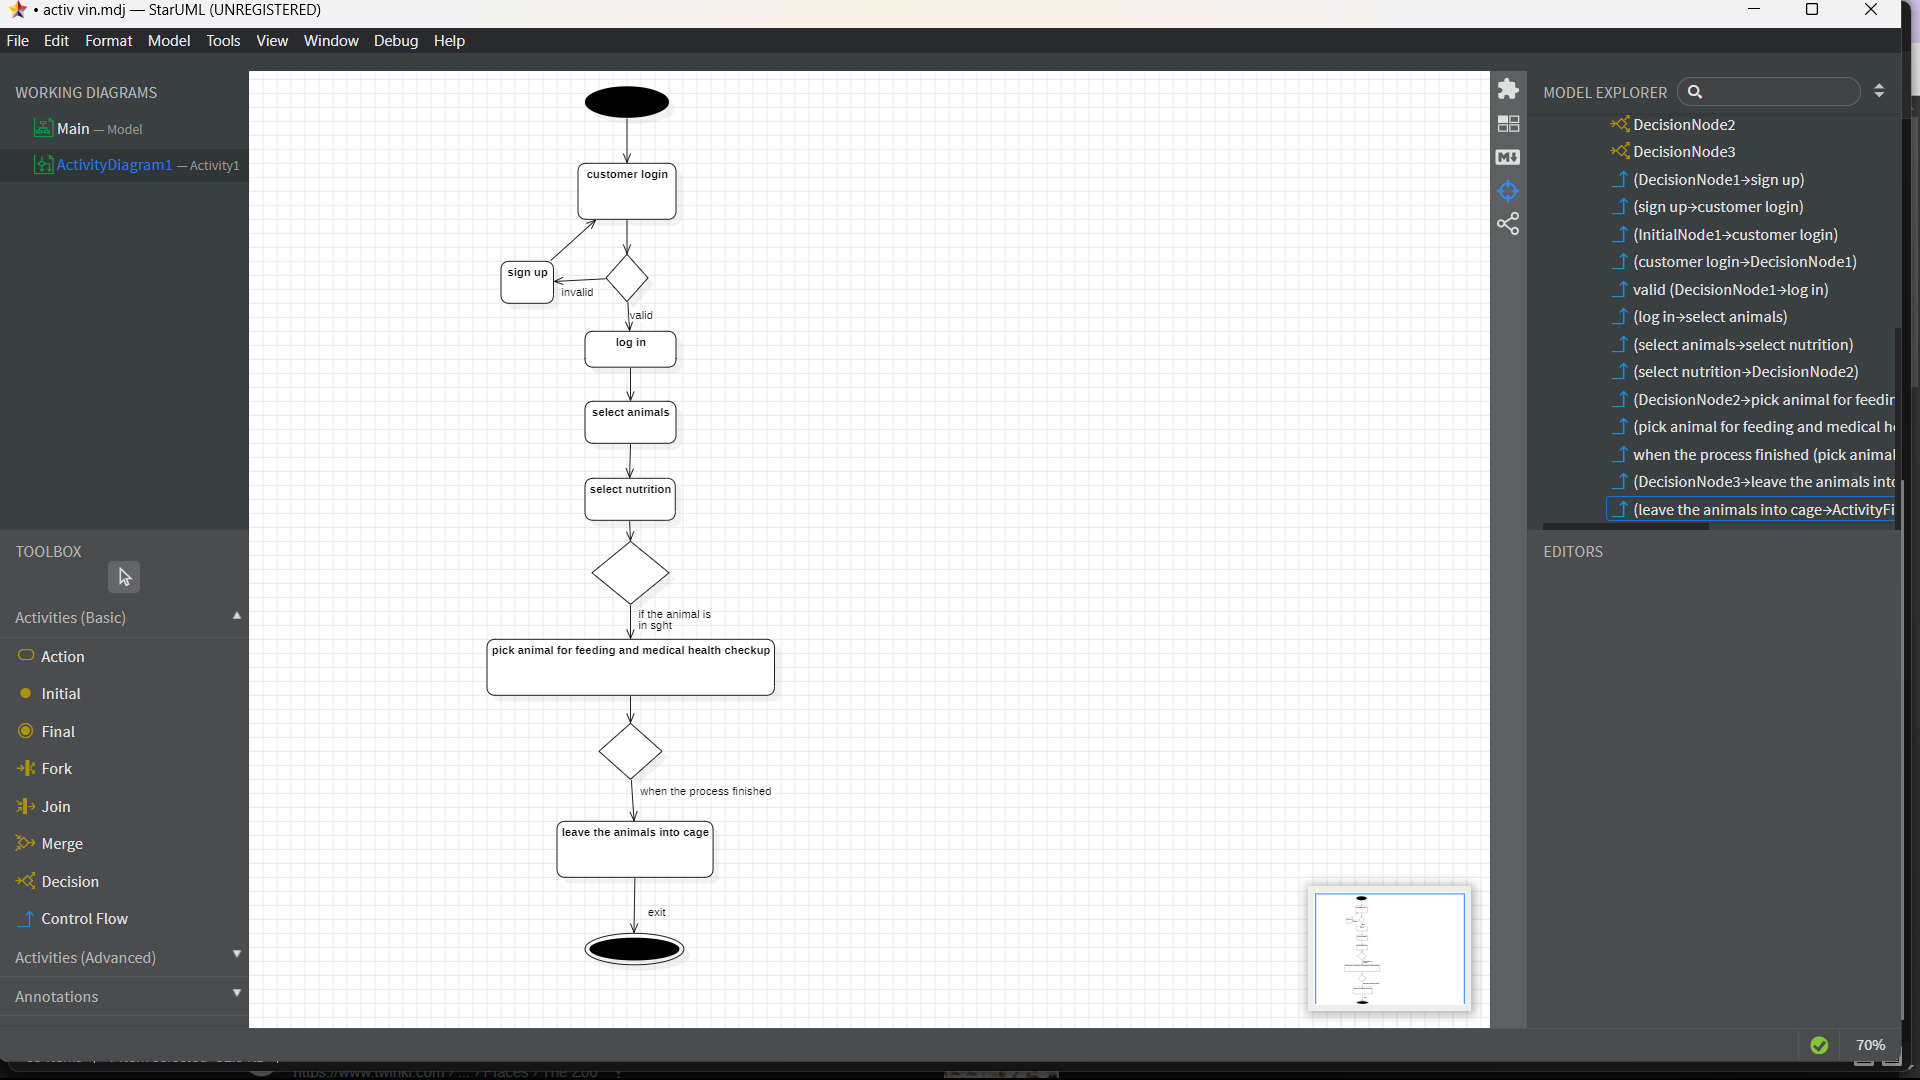 • activ vin.mdj — StarUML (UNREGISTERED)
File Edit Format Model Tools View Window Debug Help
WORKING DIAGRAMS
Main — Model
ActivityDiagram1 — Activity1
TOOLBOX
Activities (Basic)
Action
Initial
Final
Fork
Join
Merge
Decision
Control Flow
Activities (Advanced)
Annotations
customer login
sign up
invalid
valid
log in
select animals
select nutrition
if the animal is
in sght
pick animal for feeding and medical health checkup
when the process finished
leave the animals into cage
exit
MODEL EXPLORER
DecisionNode2
DecisionNode3
(DecisionNode1→sign up)
(sign up→customer login)
(InitialNode1→customer login)
(customer login→DecisionNode1)
valid (DecisionNode1→log in)
(log in→select animals)
(select animals→select nutrition)
(select nutrition→DecisionNode2)
(DecisionNode2→pick animal for feedin
(pick animal for feeding and medical he
when the process finished (pick animal
(DecisionNode3→leave the animals into
(leave the animals into cage→ActivityFi
EDITORS
70%